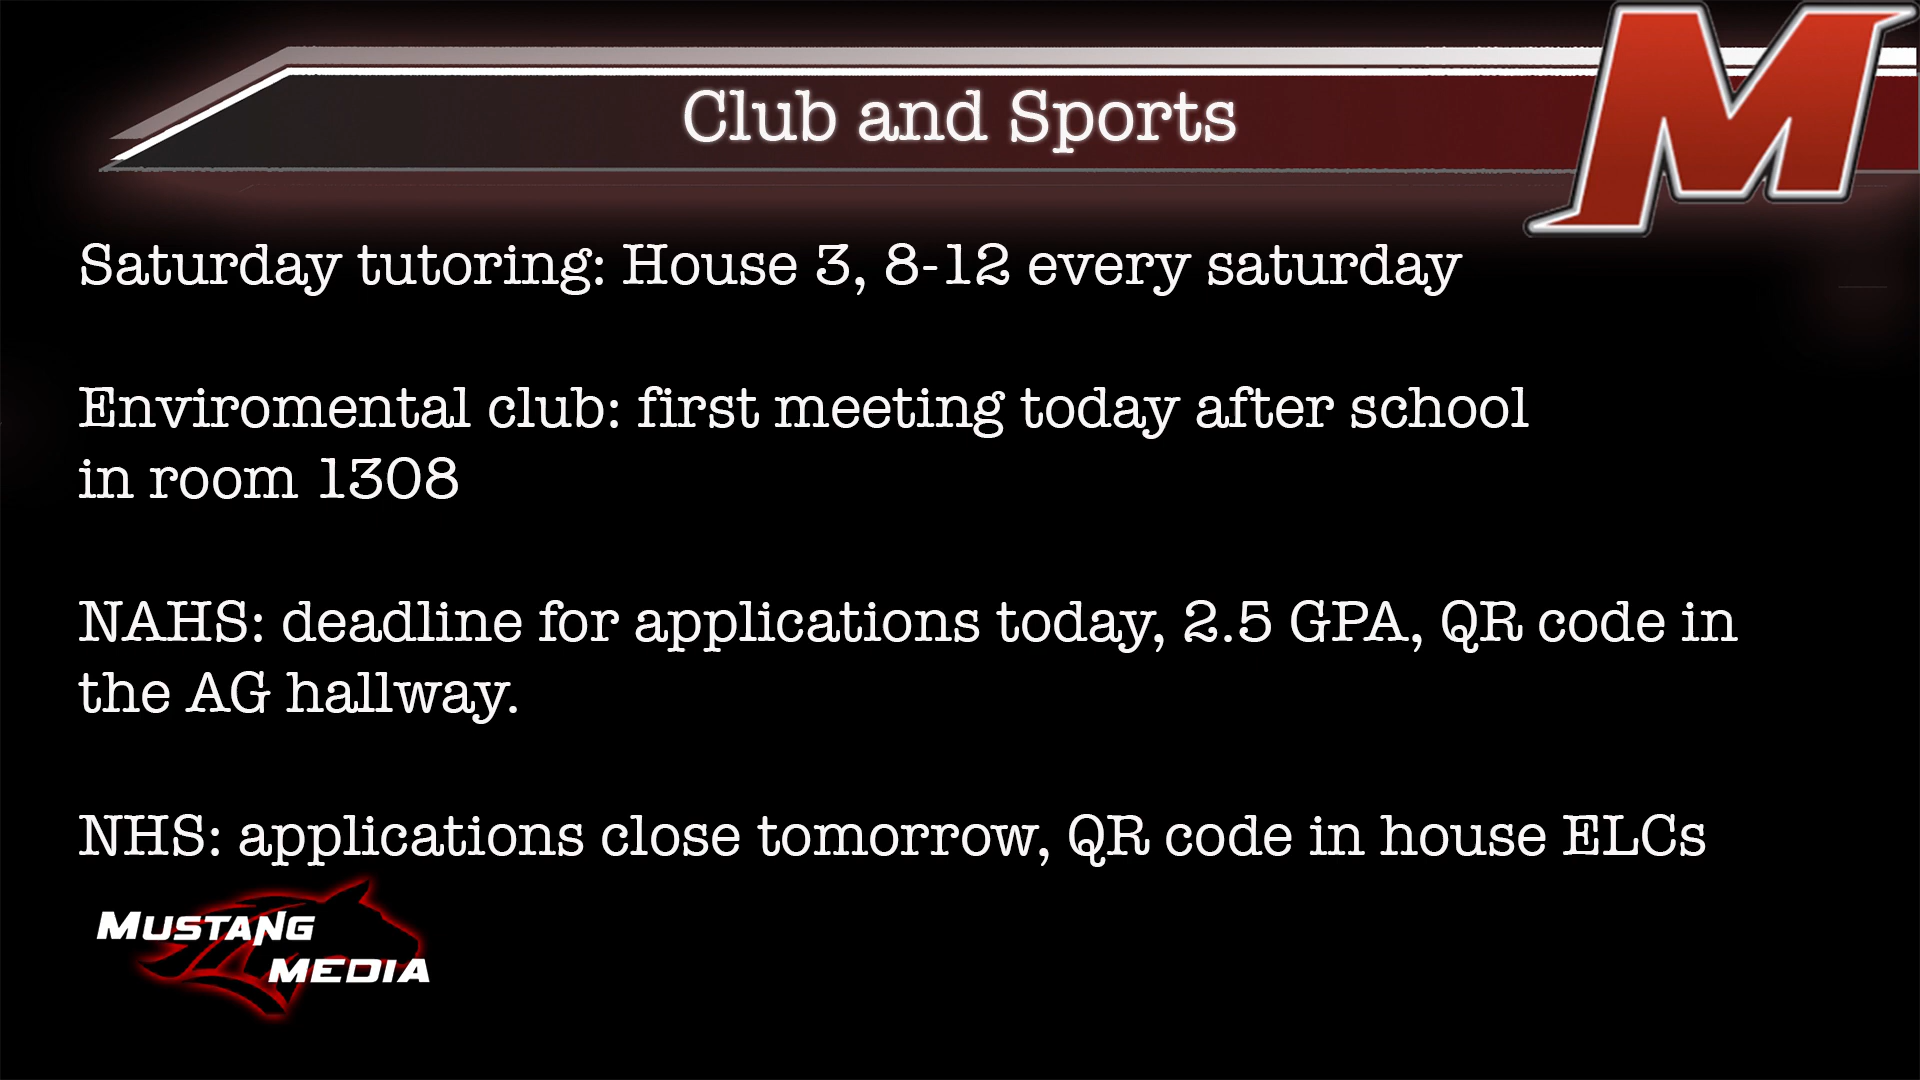 M
Club and Sports
Saturday tutoring: House 3, 8-12 every saturday
Enviromental club: first meeting today after school
in room 1308
NAHS: deadline for applications today, 2.5 GPA, QR code in
the AG hallway.
NHS: applications close tomorrow, QR code in house ELCs
MUSTANG
MEDIA